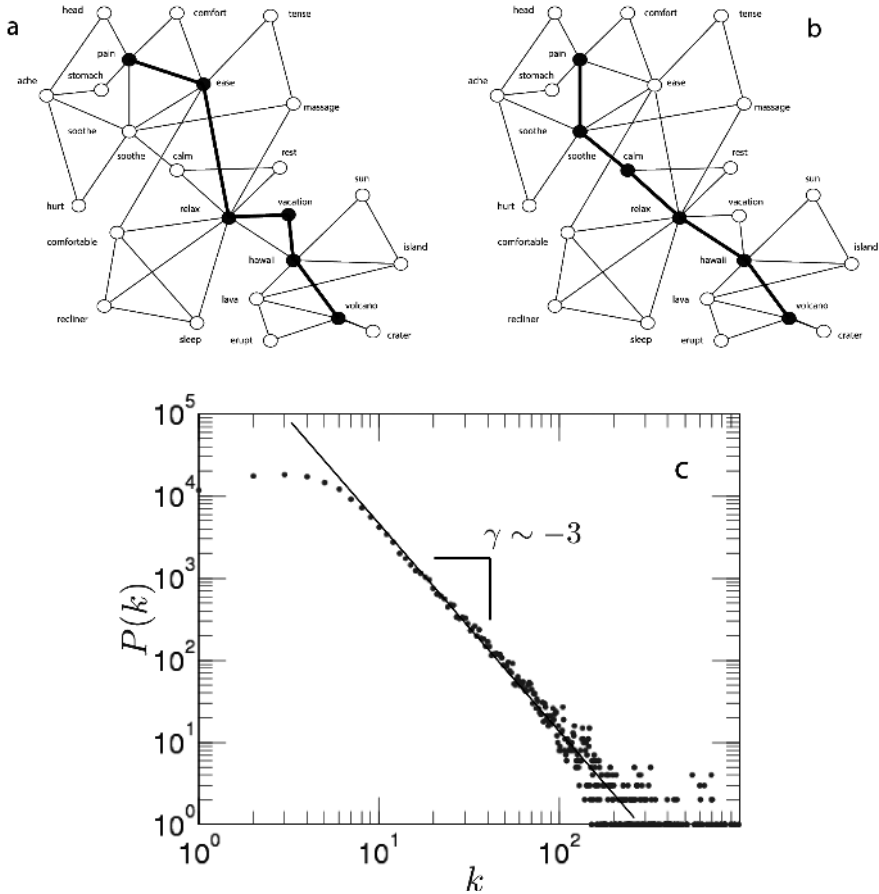 a
head
comfort
tense
pain
stomach
ease
ache
massage
soothe
soothe
calm
rest
sun
hurt
relax
vacation
comfortable
hawaii
island
lava
volcano
recliner
sleep
erupt
crater
b
head
comfort
tense
pain
stomach
ease
ache
massage
soothe
soothe
calm
rest
sun
hurt
relax
vacation
comfortable
hawaii
island
lava
volcano
recliner
sleep
erupt
crater
c
10^5
10^4
10^3
10^2
10^1
10^0
P(k)
γ ∼ −3
10^0 10^1 10^2
k